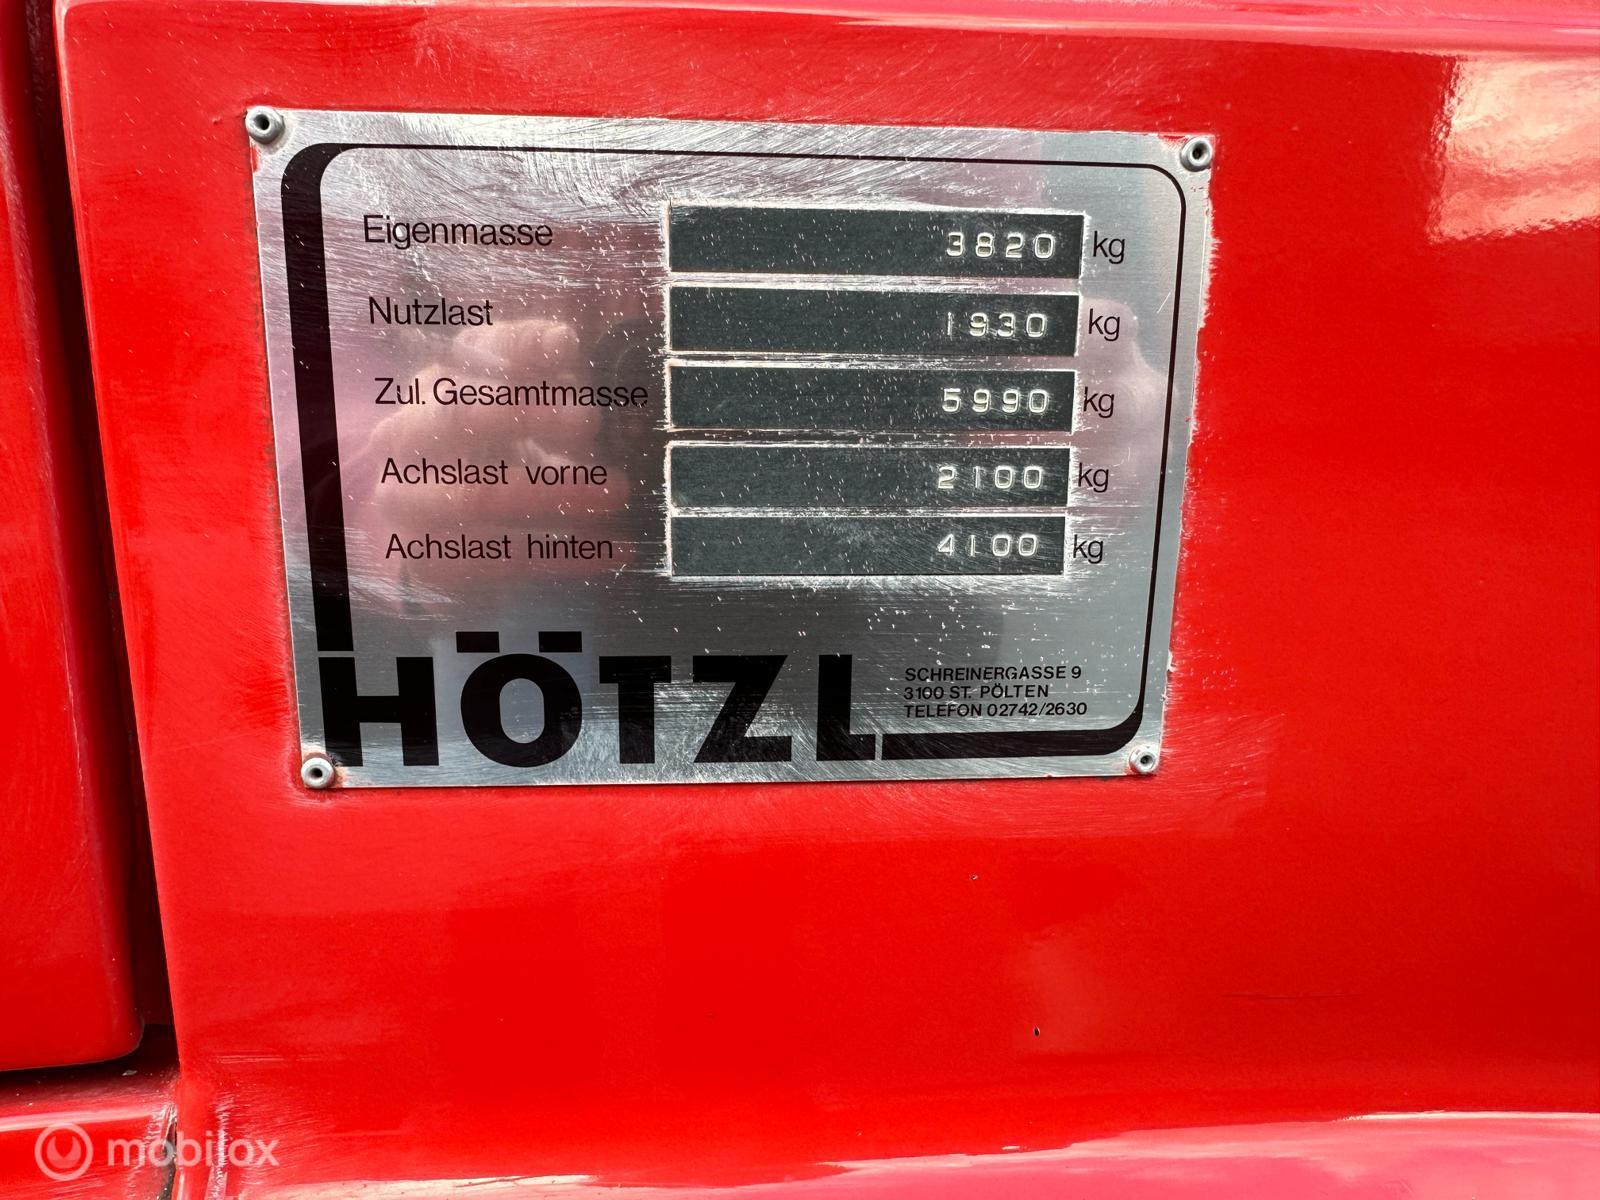 Eigenmasse 3820 kg
Nutzlast 1930 kg
Zul. Gesamtmasse 5990 kg
Achslast vorne 2100 kg
Achslast hinten 4100 kg
HÖTZL
SCHREINERGASSE 9
3100 ST. PÖLTEN
TELEFON 02742/2630
mobilox